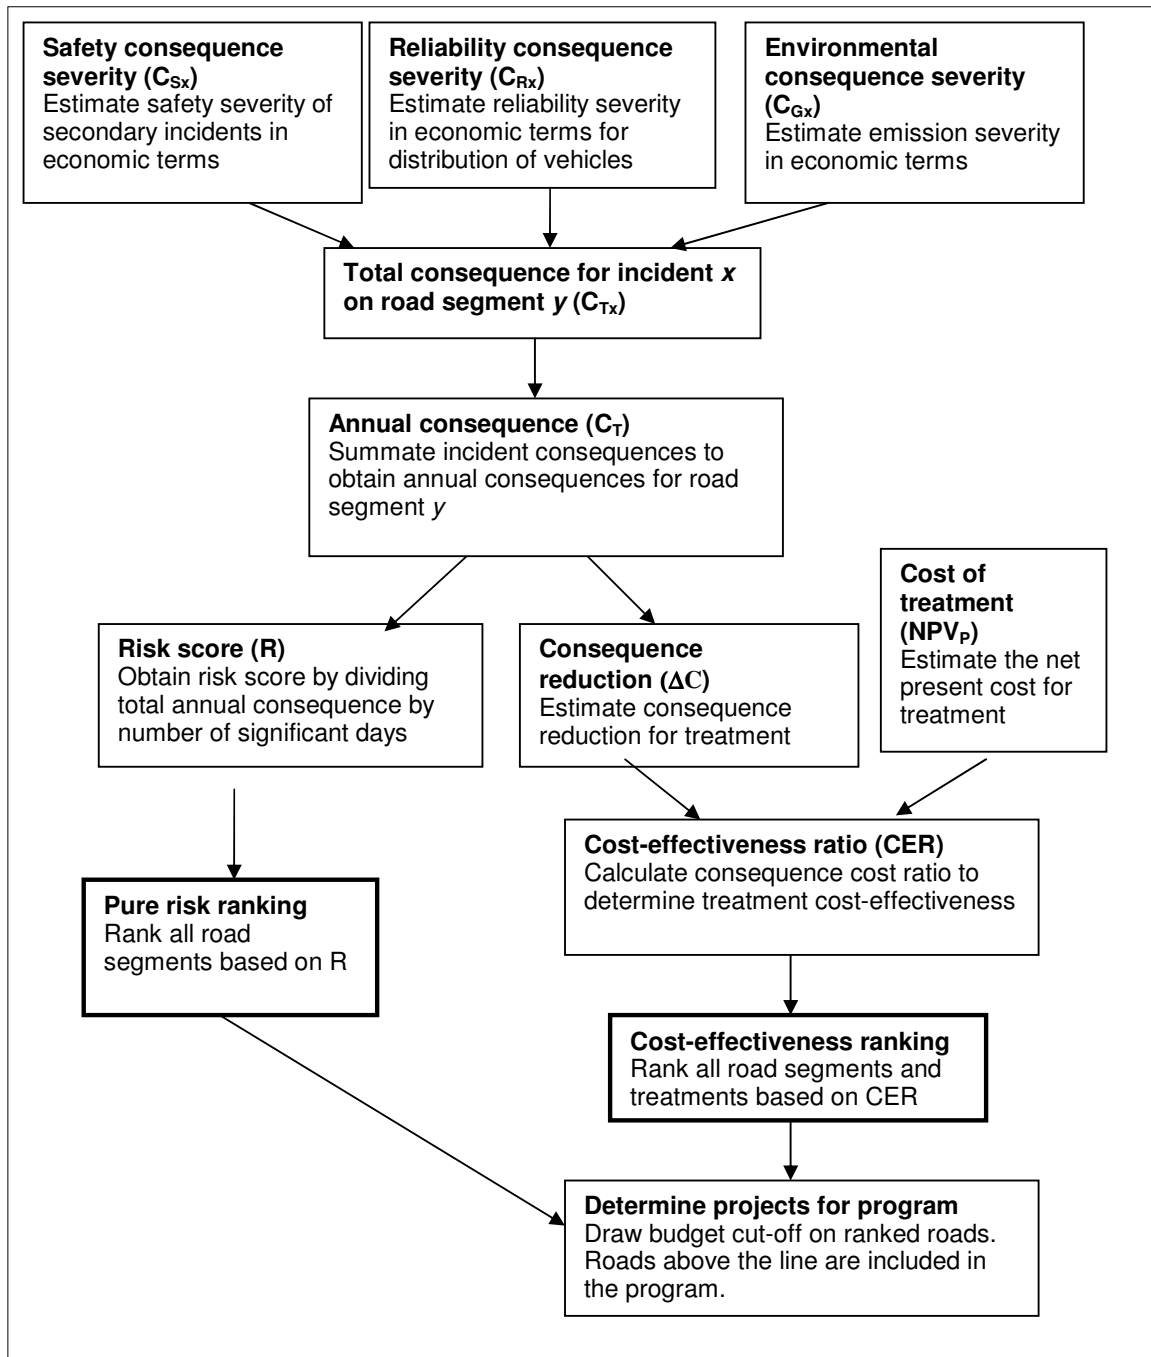 Safety consequence
severity (C_Sx)
Estimate safety severity of
secondary incidents in
economic terms
Reliability consequence
severity (C_Rx)
Estimate reliability severity
in economic terms for
distribution of vehicles
Environmental
consequence severity
(C_Gx)
Estimate emission severity
in economic terms
Total consequence for incident x
on road segment y (C_Tx)
Annual consequence (C_T)
Summate incident consequences to
obtain annual consequences for road
segment y
Cost of
treatment
(NPV_P)
Estimate the net
present cost for
treatment
Risk score (R)
Obtain risk score by dividing
total annual consequence by
number of significant days
Consequence
reduction (ΔC)
Estimate consequence
reduction for treatment
Cost-effectiveness ratio (CER)
Calculate consequence cost ratio to
determine treatment cost-effectiveness
Pure risk ranking
Rank all road
segments based on R
Cost-effectiveness ranking
Rank all road segments and
treatments based on CER
Determine projects for program
Draw budget cut-off on ranked roads.
Roads above the line are included in
the program.